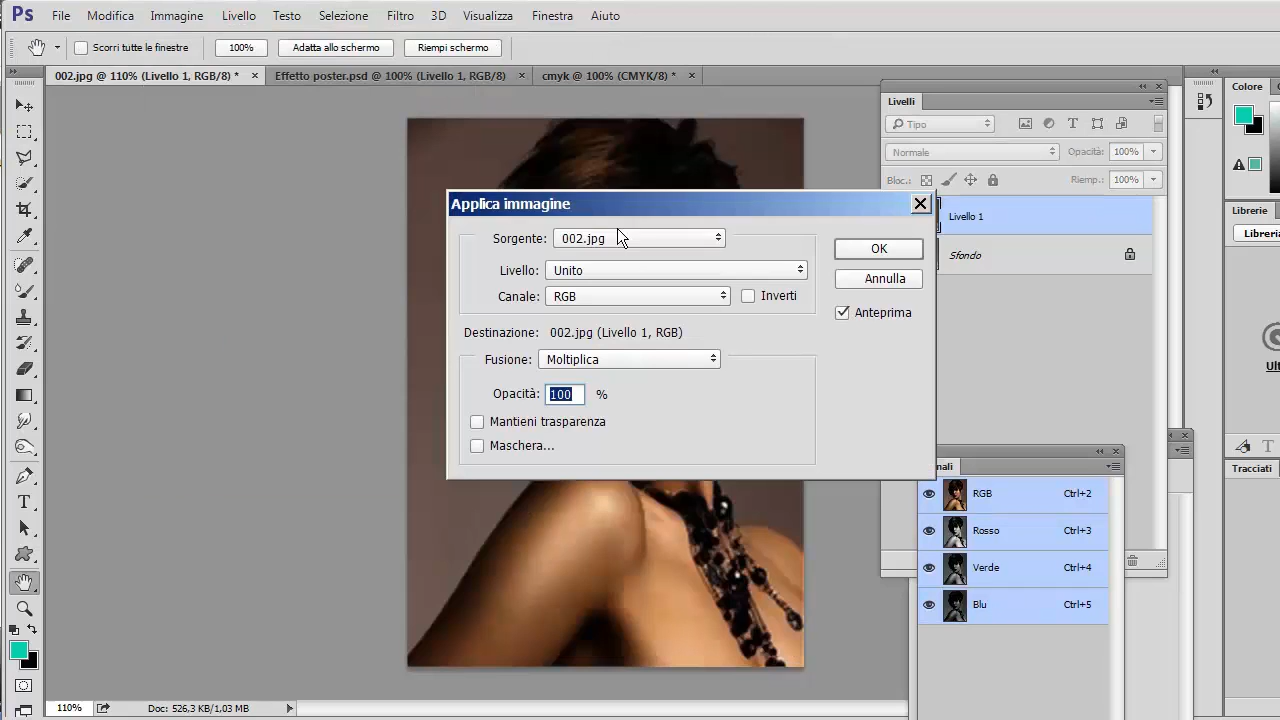 Ps File Modifica Immagine Livello Testo Selezione Filtro 3D Visualizza Finestra Aiuto
Scorri tutte le finestre 100% Adatta allo schermo Riempi schermo
002.jpg @ 110% (Livello 1, RGB/8) * Effetto poster.psd @ 100% (Livello 1, RGB/8) cmyk @ 100% (CMYK/8) *
Livelli
Tipo
Normale Opacità: 100%
Bloc.: Riemp.: 100%
Livello 1
Sfondo
Colore
Librerie
Applica immagine
Sorgente: 002.jpg
Livello: Unito
Canale: RGB Inverti
Destinazione: 002.jpg (Livello 1, RGB)
Fusione: Moltiplica
Opacità: 100 %
Mantieni trasparenza
Maschera...
OK
Annulla
Anteprima
RGB Ctrl+2
Rosso Ctrl+3
Verde Ctrl+4
Blu Ctrl+5
T
Tracciati
110% Doc: 526,3 KB/1,03 MB